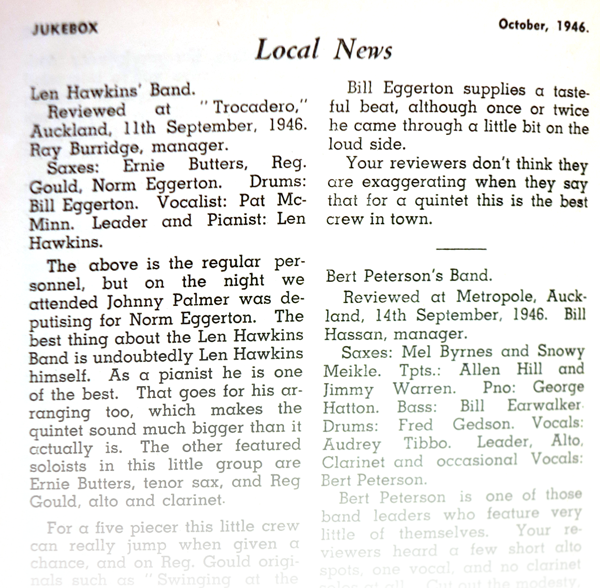 JUKEBOX
October, 1946.
Local News
Len Hawkins' Band.
Reviewed at "Trocadero,"
Auckland, 11th September, 1946.
Ray Burridge, manager.
Saxes: Ernie Butters, Reg.
Gould, Norm Eggerton. Drums:
Bill Eggerton. Vocalist: Pat Mc-
Minn. Leader and Pianist: Len
Hawkins.
The above is the regular per-
sonnel, but on the night we
attended Johnny Palmer was de-
putising for Norm Eggerton. The
best thing about the Len Hawkins
Band is undoubtedly Len Hawkins
himself. As a pianist he is one
of the best. That goes for his ar-
ranging too, which makes the
quintet sound much bigger than it
actually is. The other featured
soloists in this little group are
Ernie Butters, tenor sax, and Reg
Gould, alto and clarinet.
For a five piecer this little crew
can really jump when given a
chance, and on Reg. Gould origi-
nals such as "Swinging at the
Bill Eggerton supplies a taste-
ful beat, although once or twice
he came through a little bit on the
loud side.
Your reviewers don't think they
are exaggerating when they say
that for a quintet this is the best
crew in town.
Bert Peterson's Band.
Reviewed at Metropole, Auck-
land, 14th September, 1946. Bill
Hassan, manager.
Saxes: Mel Byrnes and Snowy
Meikle. Tpts.: Allen Hill and
Jimmy Warren. Pno: George
Hatton. Bass: Bill Earwalker.
Drums: Fred Gedson. Vocals:
Audrey Tibbo. Leader, Alto,
Clarinet and occasional Vocals:
Bert Peterson.
Bert Peterson is one of those
band leaders who feature very
little of themselves. Your re-
viewers heard a few short alto
spots, one vocal, and no clarinet
solos at all. Cut out the modesty,